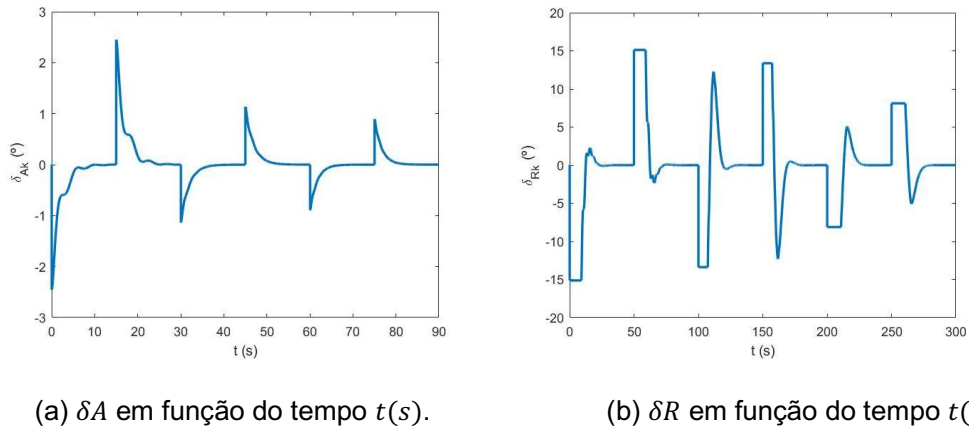 3
2
1
0
-1
-2
-3
δAk (º)
0 10 20 30 40 50 60 70 80 90
t (s)
20
15
10
5
0
-5
-10
-15
-20
δRk (º)
0 50 100 150 200 250 300
t (s)
(a) δA em função do tempo t(s).
(b) δR em função do tempo t(